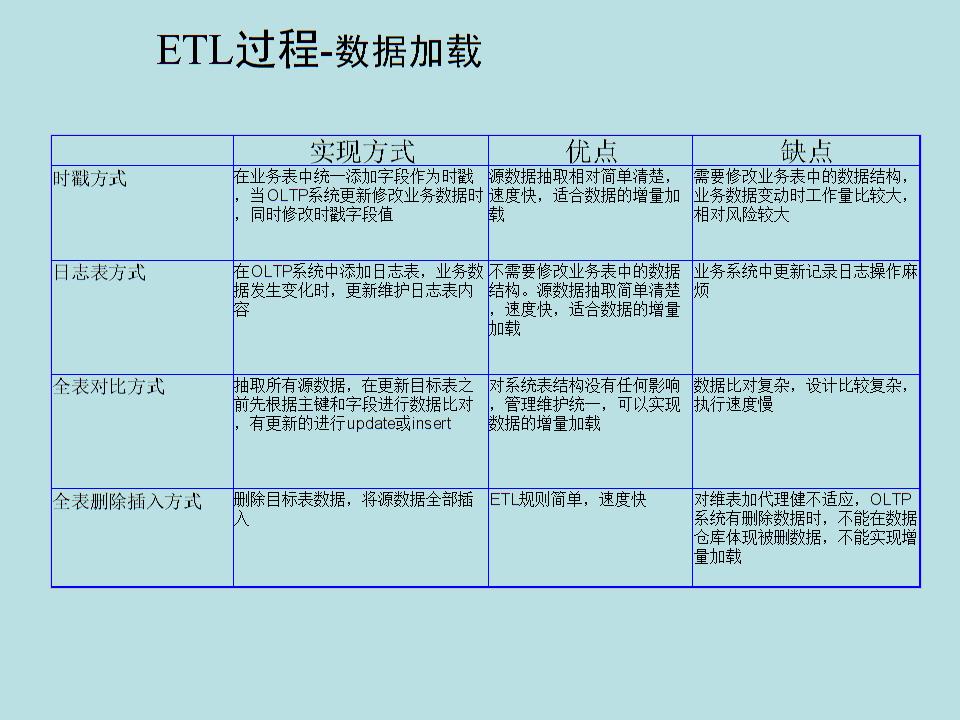 ETL过程-数据加载
实现方式
优点
缺点
时戳方式
在业务表中统一添加字段作为时戳
，当OLTP系统更新修改业务数据时
，同时修改时戳字段值
源数据抽取相对简单清楚，
速度快，适合数据的增量加
载
需要修改业务表中的数据结构，
业务数据变动时工作量比较大，
相对风险较大
日志表方式
在OLTP系统中添加日志表，业务数
据发生变化时，更新维护日志表内
容
不需要修改业务表中的数据
结构。源数据抽取简单清楚
，速度快，适合数据的增量
加载
业务系统中更新记录日志操作麻
烦
全表对比方式
抽取所有源数据，在更新目标表之
前先根据主键和字段进行数据比对
，有更新的进行update或insert
对系统表结构没有任何影响
，管理维护统一，可以实现
数据的增量加载
数据比对复杂，设计比较复杂，
执行速度慢
全表删除插入方式
删除目标表数据，将源数据全部插
入
ETL规则简单，速度快
对维表加代理健不适应，OLTP
系统有删除数据时，不能在数据
仓库体现被删数据，不能实现增
量加载